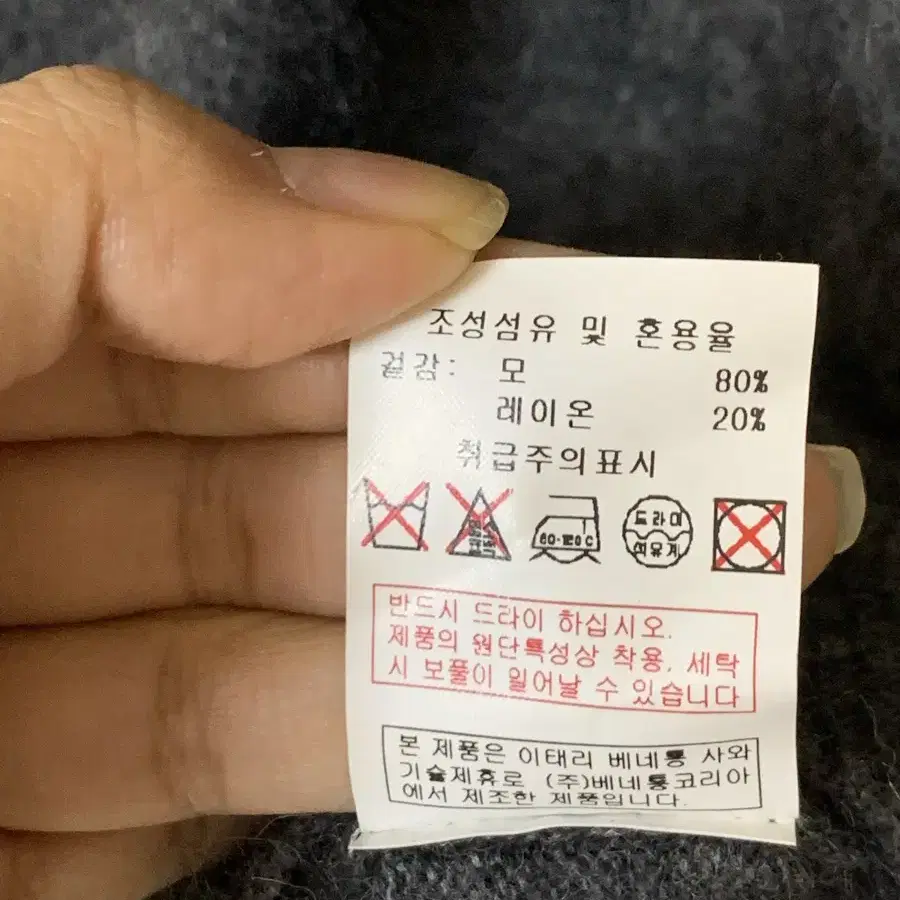 조성섬유 및 혼용율
겉감: 모 80%
레이온 20%
취급주의표시
드라이
석유계
반드시 드라이 하십시오.
제품의 원단특성상 착용, 세탁
시 보풀이 일어날 수 있습니다
본 제품은 이태리 베네통 사와
기술제휴로 (주)베네통코리아
에서 제조한 제품입니다.